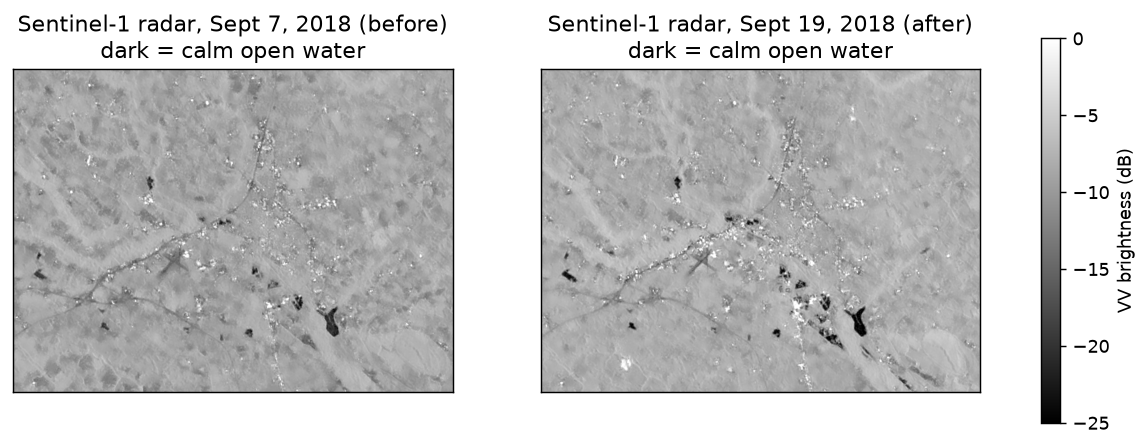 Sentinel-1 radar, Sept 7, 2018 (before)
dark = calm open water
Sentinel-1 radar, Sept 19, 2018 (after)
dark = calm open water
0
−5
−10
−15
−20
−25
VV brightness (dB)